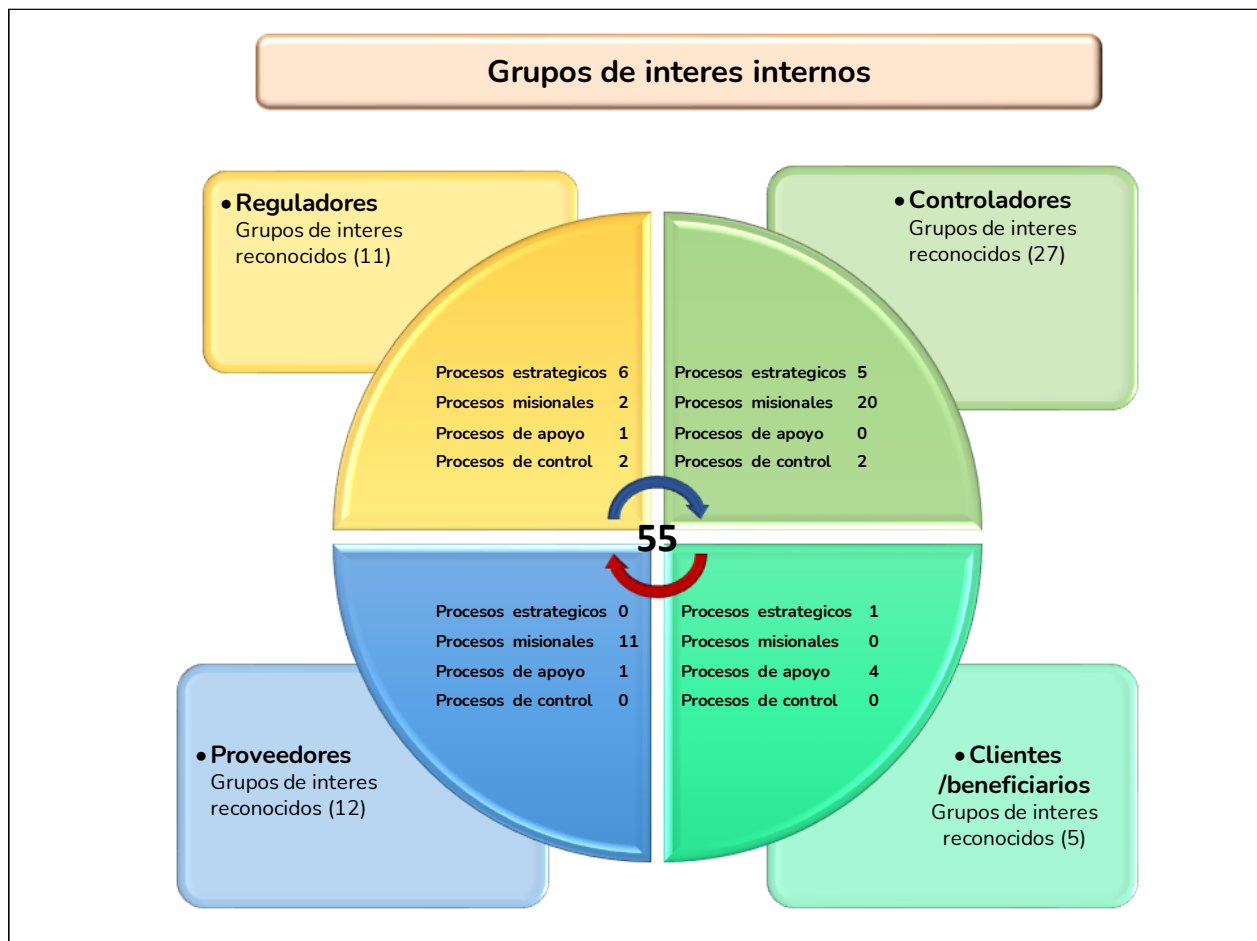 Grupos de interes internos
• Reguladores
Grupos de interes
reconocidos (11)
• Controladores
Grupos de interes
reconocidos (27)
Procesos estrategicos 6
Procesos misionales 2
Procesos de apoyo 1
Procesos de control 2
Procesos estrategicos 5
Procesos misionales 20
Procesos de apoyo 0
Procesos de control 2
55
Procesos estrategicos 0
Procesos misionales 11
Procesos de apoyo 1
Procesos de control 0
Procesos estrategicos 1
Procesos misionales 0
Procesos de apoyo 4
Procesos de control 0
• Proveedores
Grupos de interes
reconocidos (12)
• Clientes
/beneficiarios
Grupos de interes
reconocidos (5)